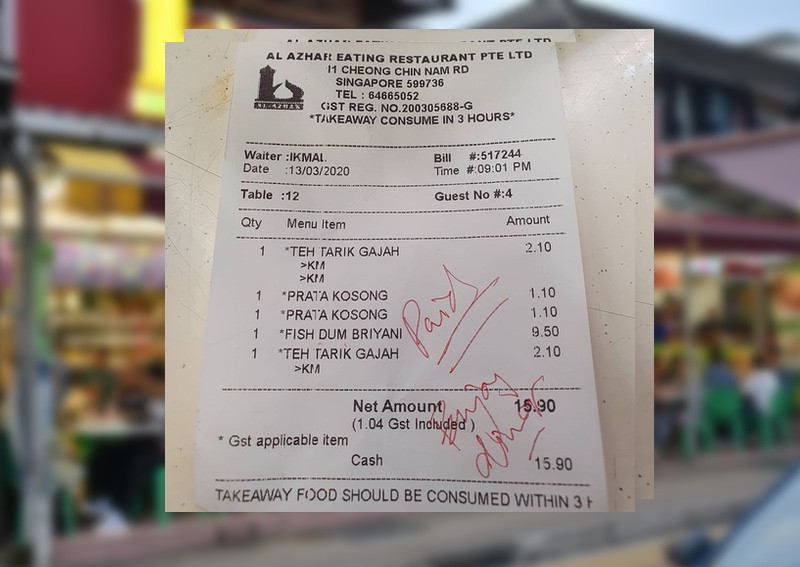 AL AZHAR EATING RESTAURANT PTE LTD
11 CHEONG CHIN NAM RD
SINGAPORE 599736
TEL : 64665052
GST REG. NO.200305688-G
*TAKEAWAY CONSUME IN 3 HOURS*
AL-AZHAR
Waiter :IKMAL. Bill #:517244
Date :13/03/2020 Time #:09:01 PM
Table :12 Guest No #:4
Qty Menu Item Amount
1 *TEH TARIK GAJAH 2.10
>KM
>KM
1 *PRATA KOSONG 1.10
1 *PRATA KOSONG 1.10
1 *FISH DUM BRIYANI 9.50
1 *TEH TARIK GAJAH 2.10
>KM
Paid
Net Amount 15.90
(1.04 Gst Included )
* Gst applicable item
Enjoy
dinner
Cash 15.90
TAKEAWAY FOOD SHOULD BE CONSUMED WITHIN 3 H